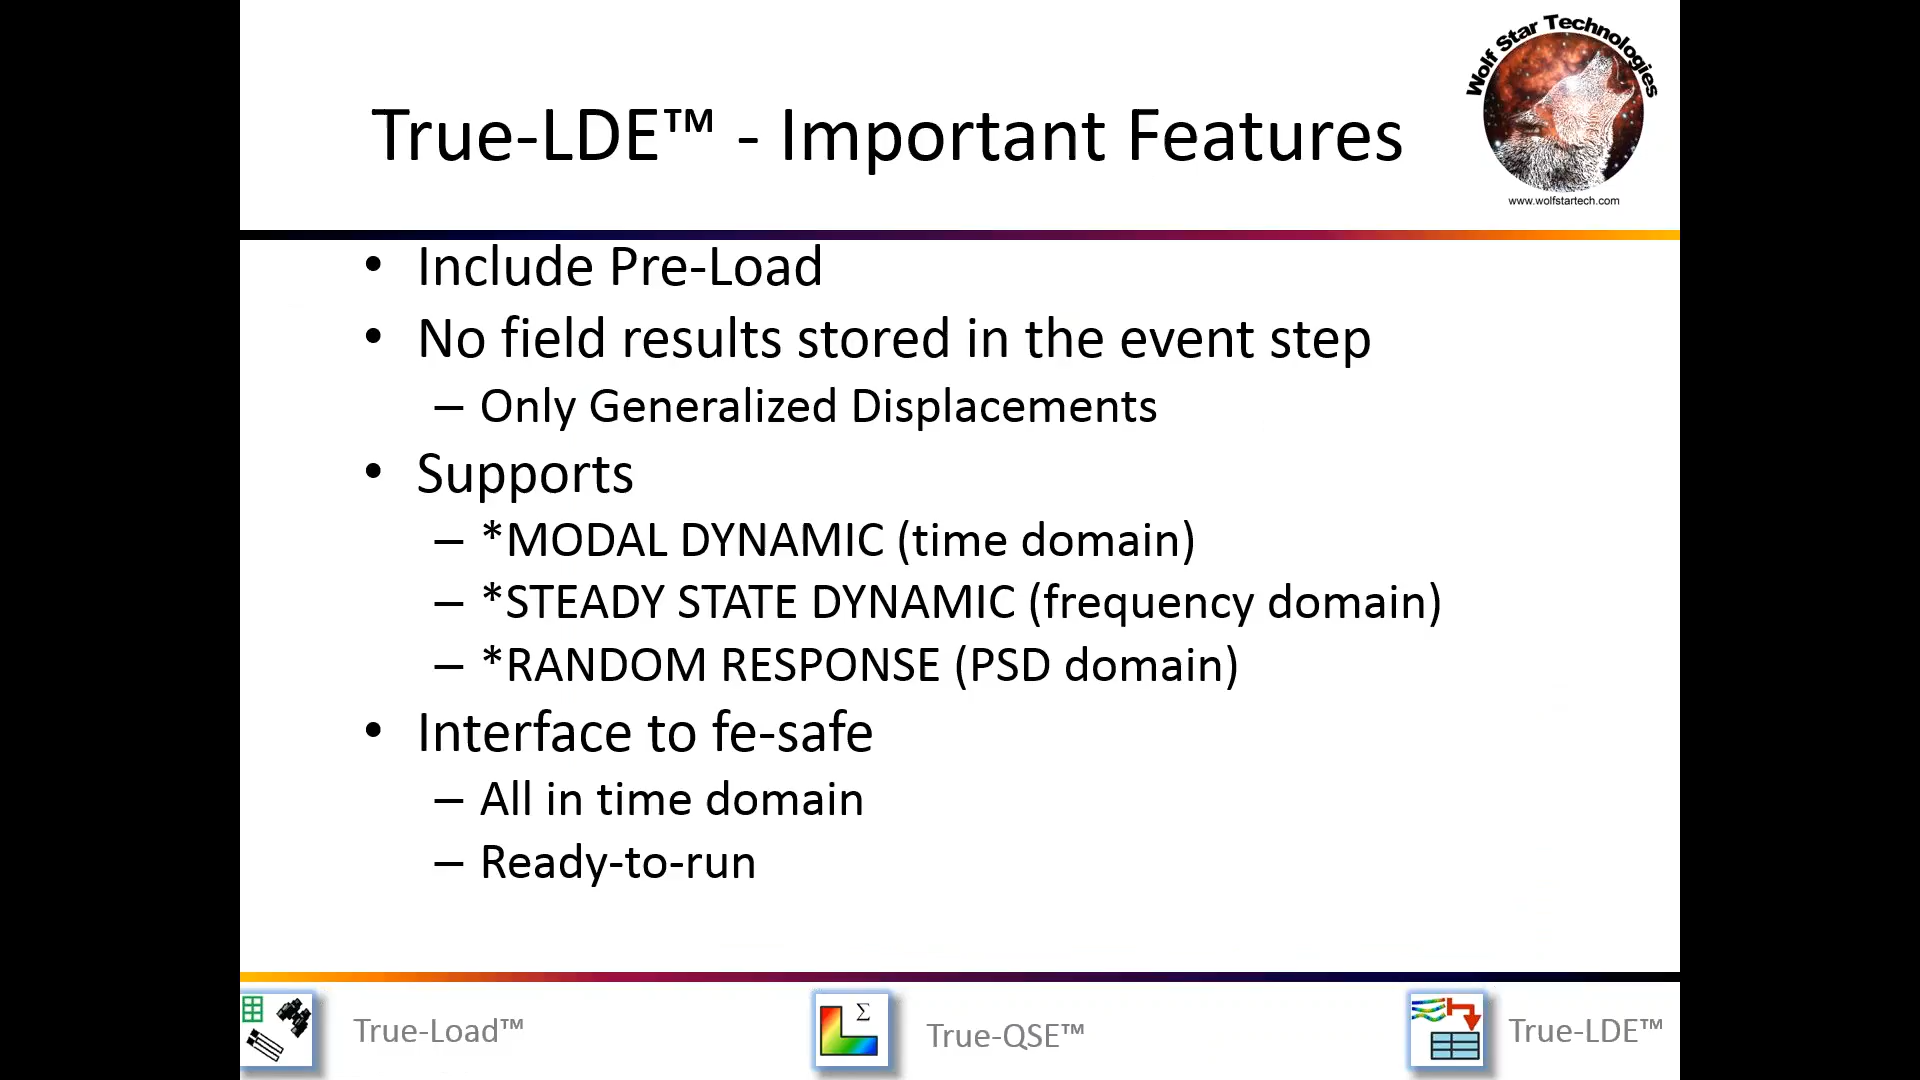 Wolf Star Technologies
www.wolfstartech.com
True-LDE™ - Important Features
• Include Pre-Load
• No field results stored in the event step
– Only Generalized Displacements
• Supports
– *MODAL DYNAMIC (time domain)
– *STEADY STATE DYNAMIC (frequency domain)
– *RANDOM RESPONSE (PSD domain)
• Interface to fe-safe
– All in time domain
– Ready-to-run
True-Load™
Σ
True-QSE™
True-LDE™